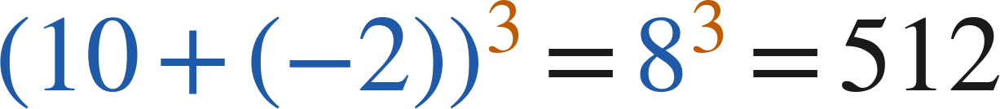 (10 + (−2))³ = 8³ = 512